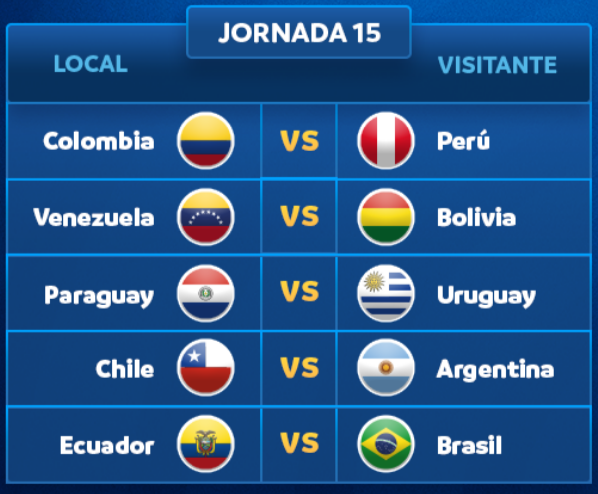 JORNADA 15
LOCAL VISITANTE
Colombia VS Perú
Venezuela VS Bolivia
Paraguay VS Uruguay
Chile VS Argentina
Ecuador VS Brasil